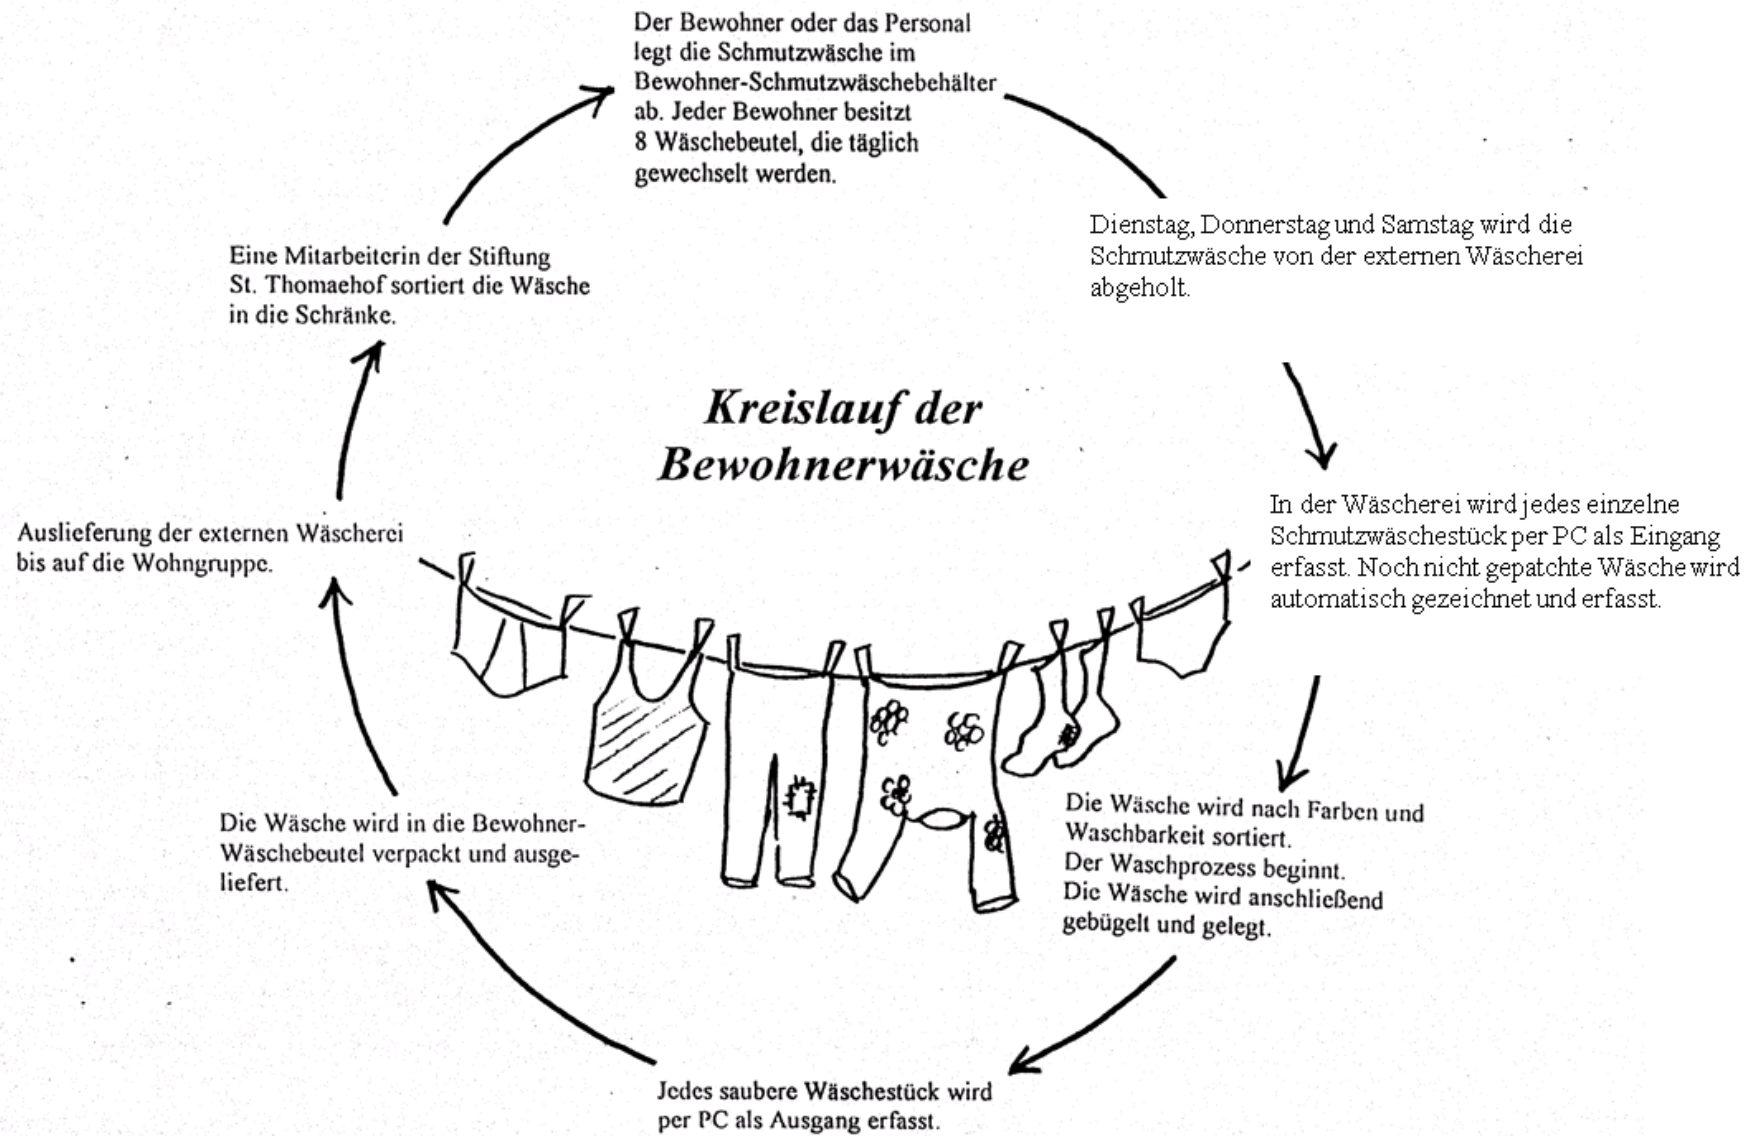 Der Bewohner oder das Personal
legt die Schmutzwäsche im
Bewohner-Schmutzwäschebehälter
ab. Jeder Bewohner besitzt
8 Wäschebeutel, die täglich
gewechselt werden.
Dienstag, Donnerstag und Samstag wird die
Schmutzwäsche von der externen Wäscherei
abgeholt.
In der Wäscherei wird jedes einzelne
Schmutzwäschestück per PC als Eingang
erfasst. Noch nicht gepatchte Wäsche wird
automatisch gezeichnet und erfasst.
Die Wäsche wird nach Farben und
Waschbarkeit sortiert.
Der Waschprozess beginnt.
Die Wäsche wird anschließend
gebügelt und gelegt.
Jedes saubere Wäschestück wird
per PC als Ausgang erfasst.
Die Wäsche wird in die Bewohner-
Wäschebeutel verpackt und ausge-
liefert.
Auslieferung der externen Wäscherei
bis auf die Wohngruppe.
Eine Mitarbeiterin der Stiftung
St. Thomaehof sortiert die Wäsche
in die Schränke.
Kreislauf der
Bewohnerwäsche